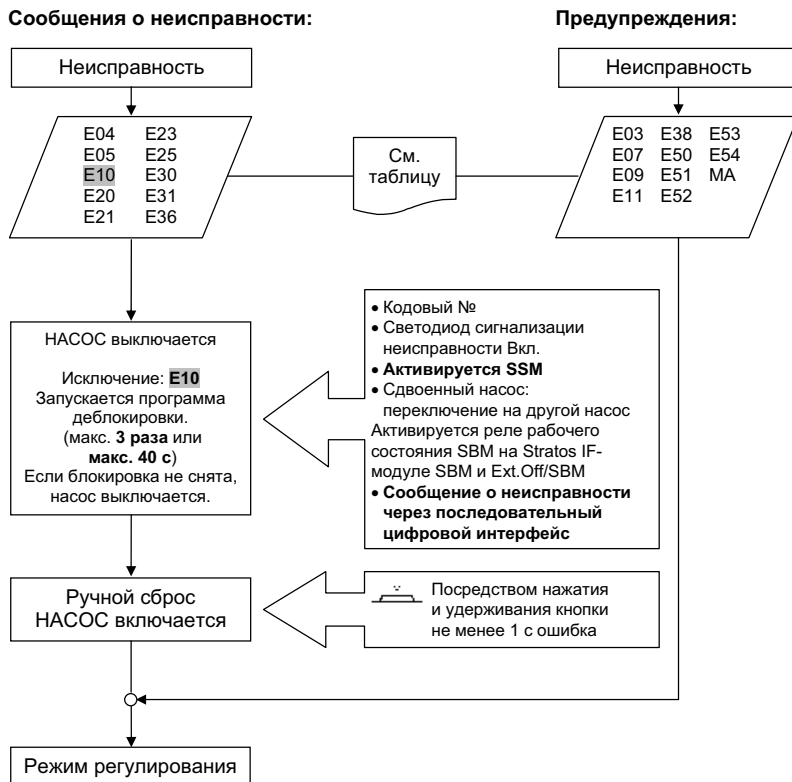 Сообщения о неисправности:
Предупреждения:
Неисправность
Неисправность
E04 E23
E05 E25
E10 E30
E20 E31
E21 E36
См.
таблицу
E03 E38 E53
E07 E50 E54
E09 E51 MA
E11 E52
НАСОС выключается
Исключение: E10
Запускается программа
деблокировки.
(макс. 3 раза или
макс. 40 с)
Если блокировка не снята,
насос выключается.
• Кодовый №
• Светодиод сигнализации
неисправности Вкл.
• Активируется SSM
• Сдвоенный насос:
переключение на другой насос
Активируется реле рабочего
состояния SBM на Stratos IF-
модуле SBM и Ext.Off/SBM
• Сообщение о неисправности
через последовательный
цифровой интерфейс
Ручной сброс
НАСОС включается
Посредством нажатия
и удерживания кнопки
не менее 1 с ошибка
Режим регулирования